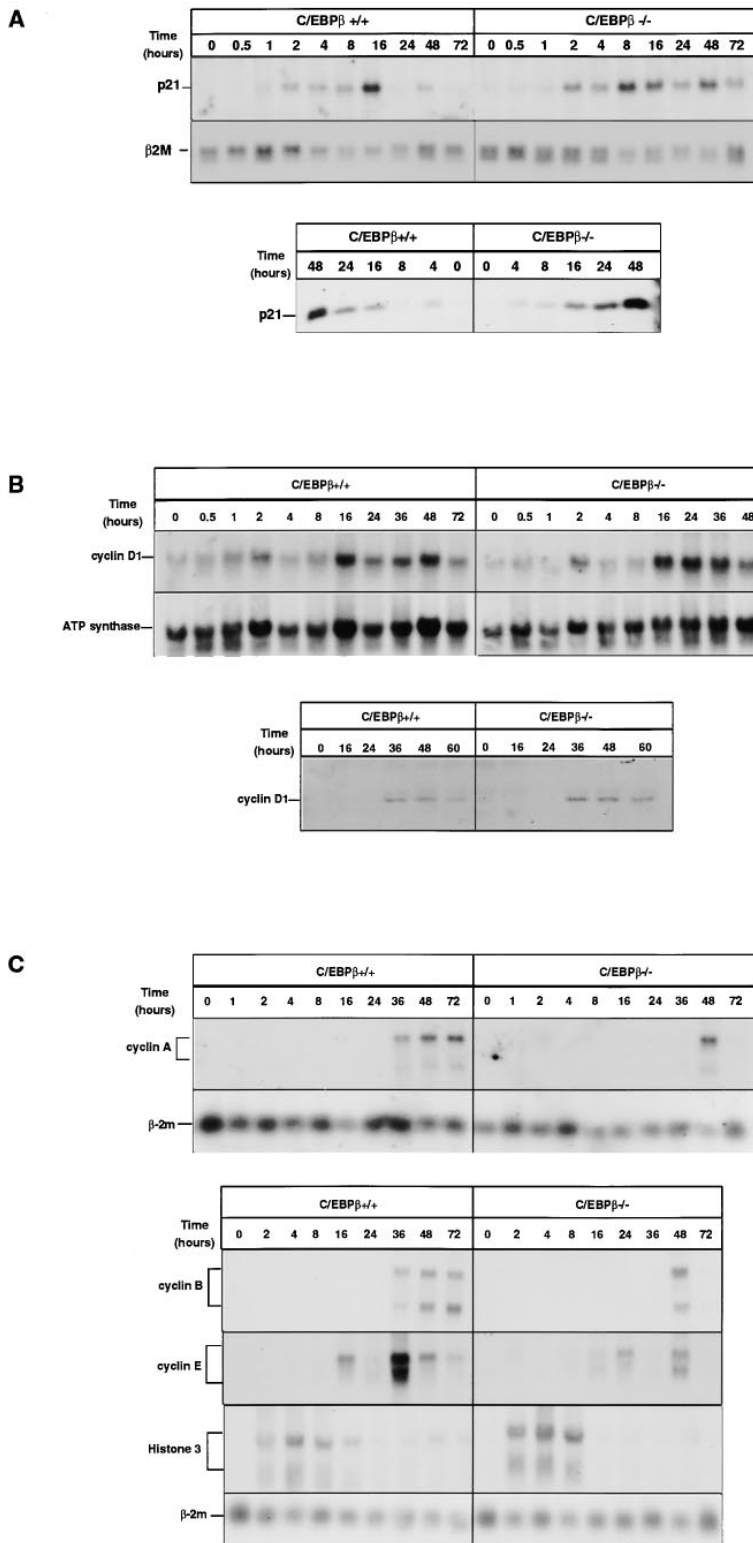 A
C/EBPβ +/+ C/EBPβ -/-
Time
(hours)
0 0.5 1 2 4 8 16 24 48 72 0 0.5 1 2 4 8 16 24 48 72
p21
β2M
C/EBPβ+/+ C/EBPβ-/-
Time
(hours)
48 24 16 8 4 0 0 4 8 16 24 48
p21
B
C/EBPβ+/+ C/EBPβ-/-
Time
(hours)
0 0.5 1 2 4 8 16 24 36 48 72 0 0.5 1 2 4 8 16 24 36 48
cyclin D1
ATP synthase
C/EBPβ+/+ C/EBPβ-/-
Time
(hours)
0 16 24 36 48 60 0 16 24 36 48 60
cyclin D1
C
C/EBPβ+/+ C/EBPβ-/-
Time
(hours)
0 1 2 4 8 16 24 36 48 72 0 1 2 4 8 16 24 36 48 72
cyclin A
β-2m
C/EBPβ+/+ C/EBPβ-/-
Time
(hours)
0 2 4 8 16 24 36 48 72 0 2 4 8 16 24 36 48 72
cyclin B
cyclin E
Histone 3
β-2m